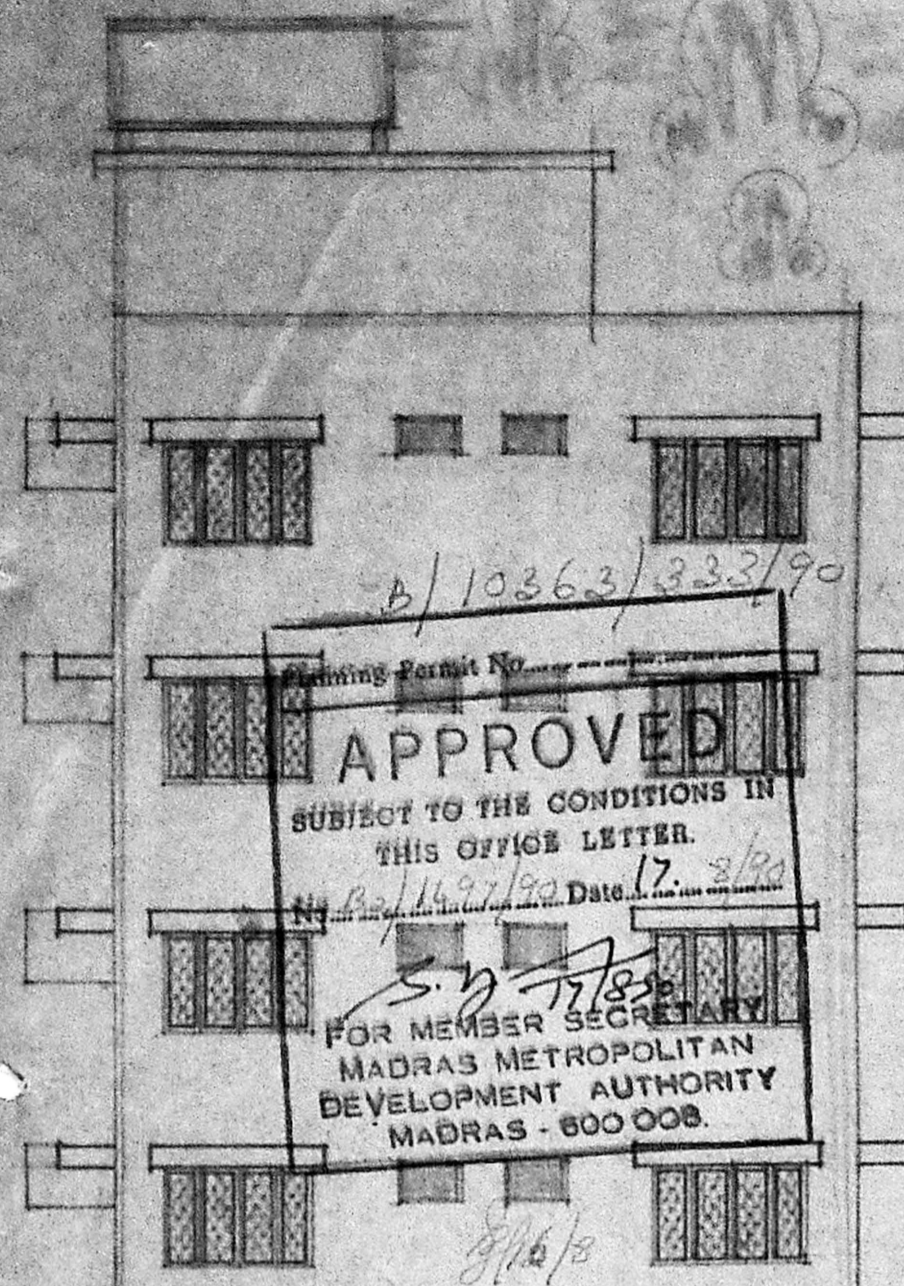 B/10363/333/90
Planning Permit No.
APPROVED
SUBJECT TO THE CONDITIONS IN
THIS OFFICE LETTER.
No Date 17. 8/90
FOR MEMBER SECRETARY
MADRAS METROPOLITAN
DEVELOPMENT AUTHORITY
MADRAS - 600 008.